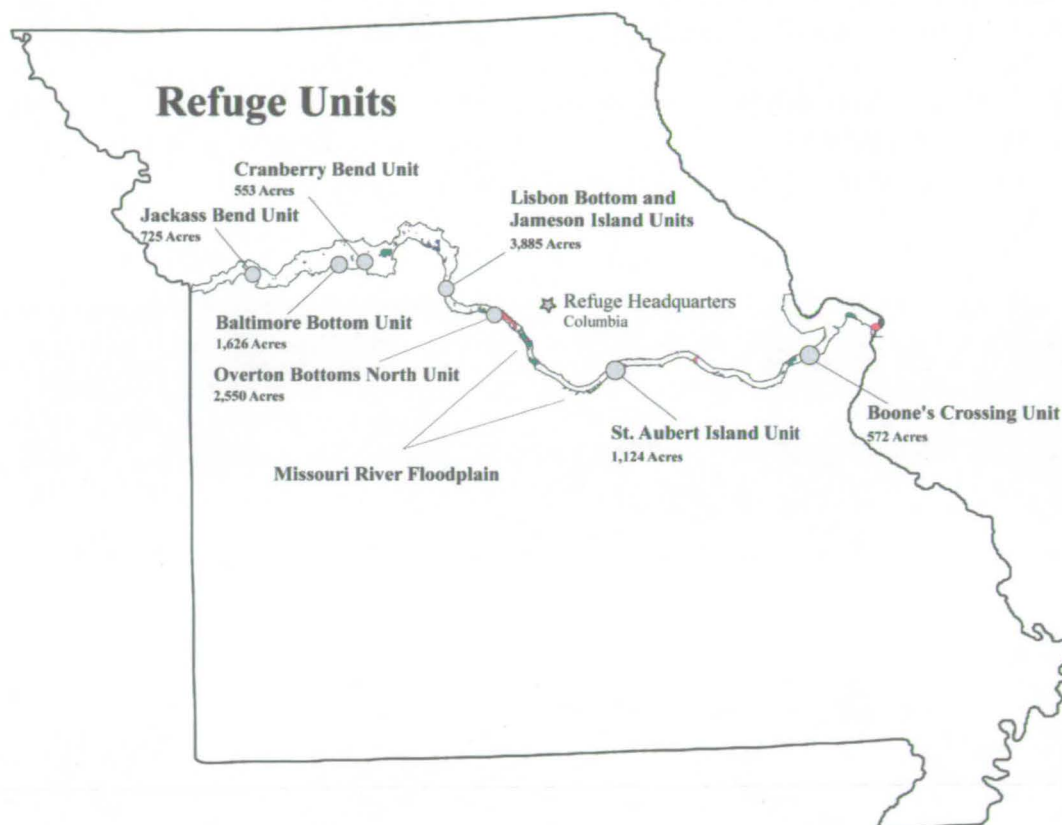 Refuge Units
Cranberry Bend Unit
553 Acres
Jackass Bend Unit
725 Acres
Lisbon Bottom and
Jameson Island Units
3,885 Acres
Refuge Headquarters
Columbia
Baltimore Bottom Unit
1,626 Acres
Overton Bottoms North Unit
2,550 Acres
Boone's Crossing Unit
572 Acres
St. Aubert Island Unit
1,124 Acres
Missouri River Floodplain